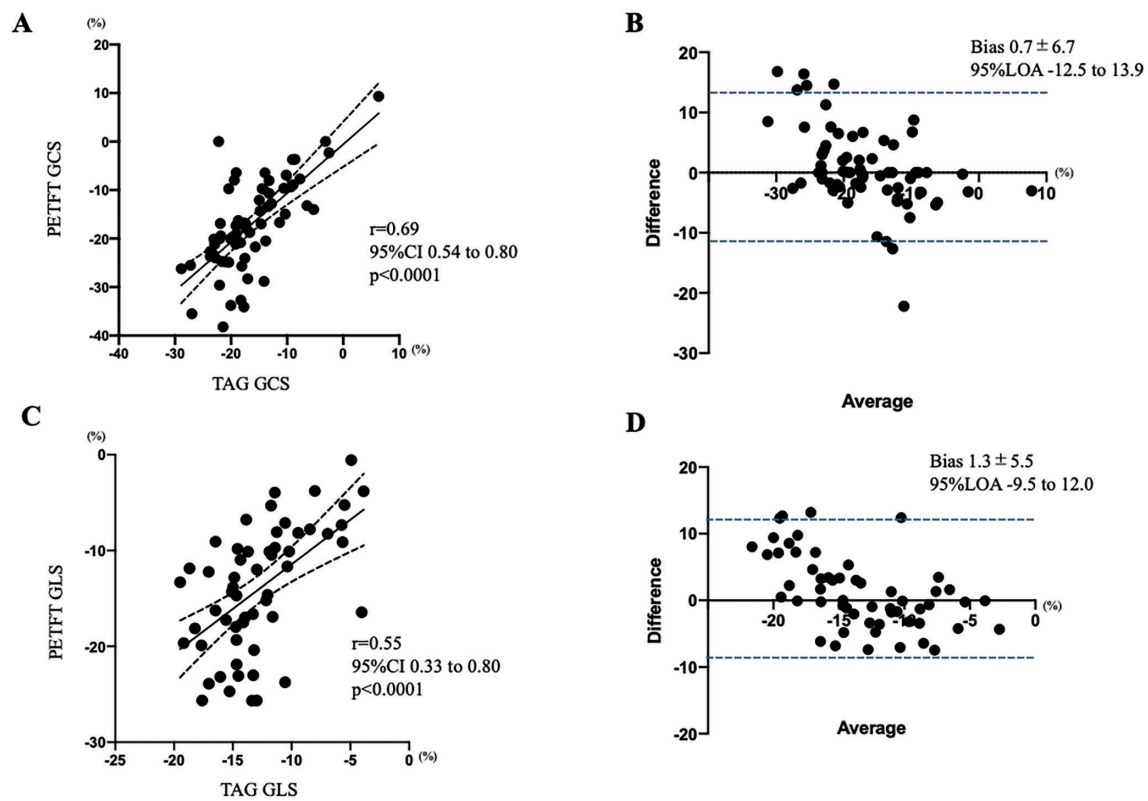 A
(%)
20
10
0
-10
-20
-30
-40
PETFT GCS
r=0.69
95%CI 0.54 to 0.80
p<0.0001
-40 -30 -20 -10 0 10 (%)
TAG GCS
B
Bias 0.7 ± 6.7
95%LOA -12.5 to 13.9
20
10
0
-10
-20
-30
Difference
-30 -20 -10 0 10
(%)
Average
C
(%)
0
-10
-20
-30
PETFT GLS
r=0.55
95%CI 0.33 to 0.80
p<0.0001
-25 -20 -15 -10 -5 0 (%)
TAG GLS
D
Bias 1.3 ± 5.5
95%LOA -9.5 to 12.0
20
10
0
-10
-20
Difference
-20 -15 -10 -5 0
(%)
Average